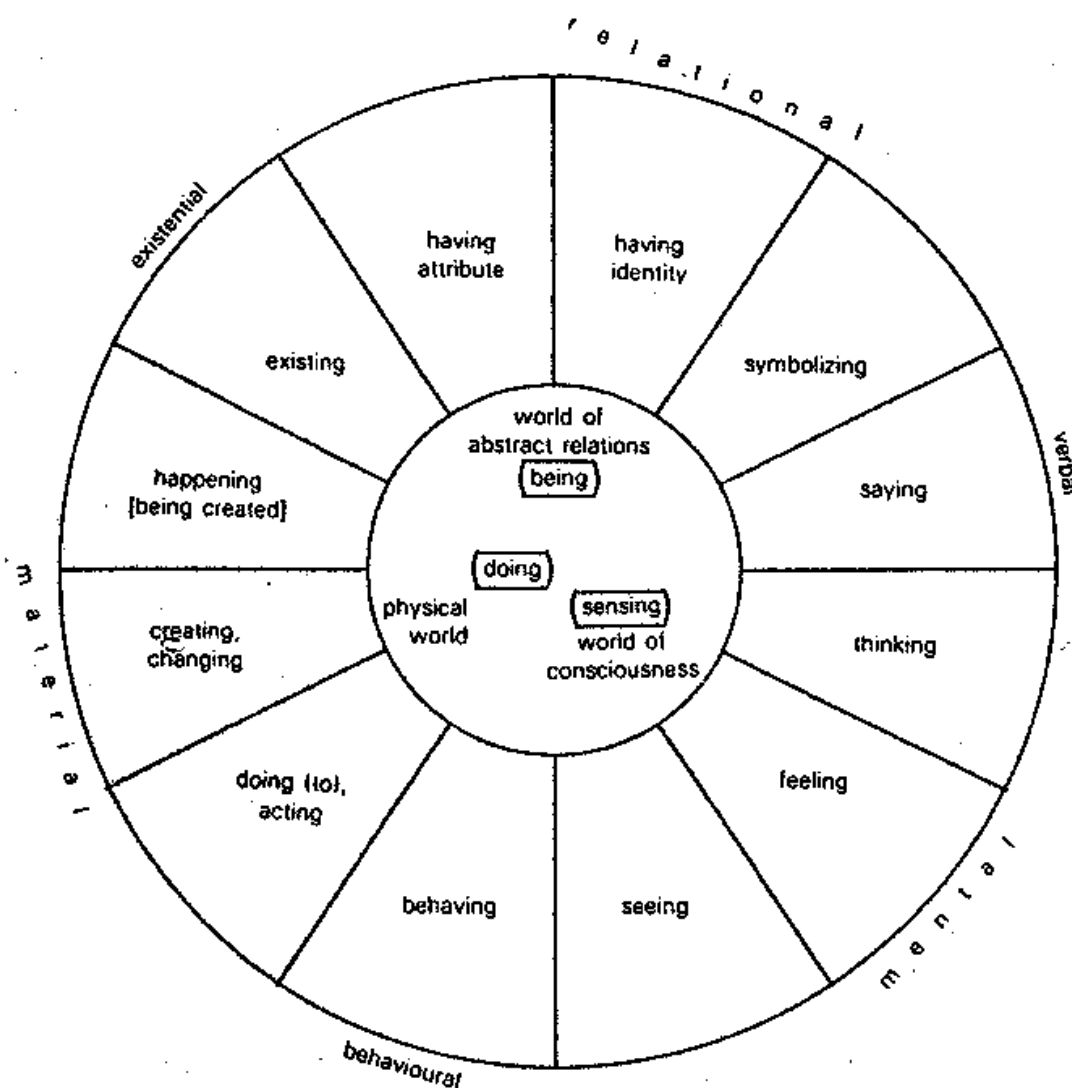 relational
existential
having
attribute
having
identity
existing
symbolizing
world of
abstract relations
being
verbal
happening
[being created]
saying
doing
sensing
physical
world
world of
consciousness
material
creating,
changing
thinking
doing (to),
acting
feeling
mental
behaving
seeing
behavioural